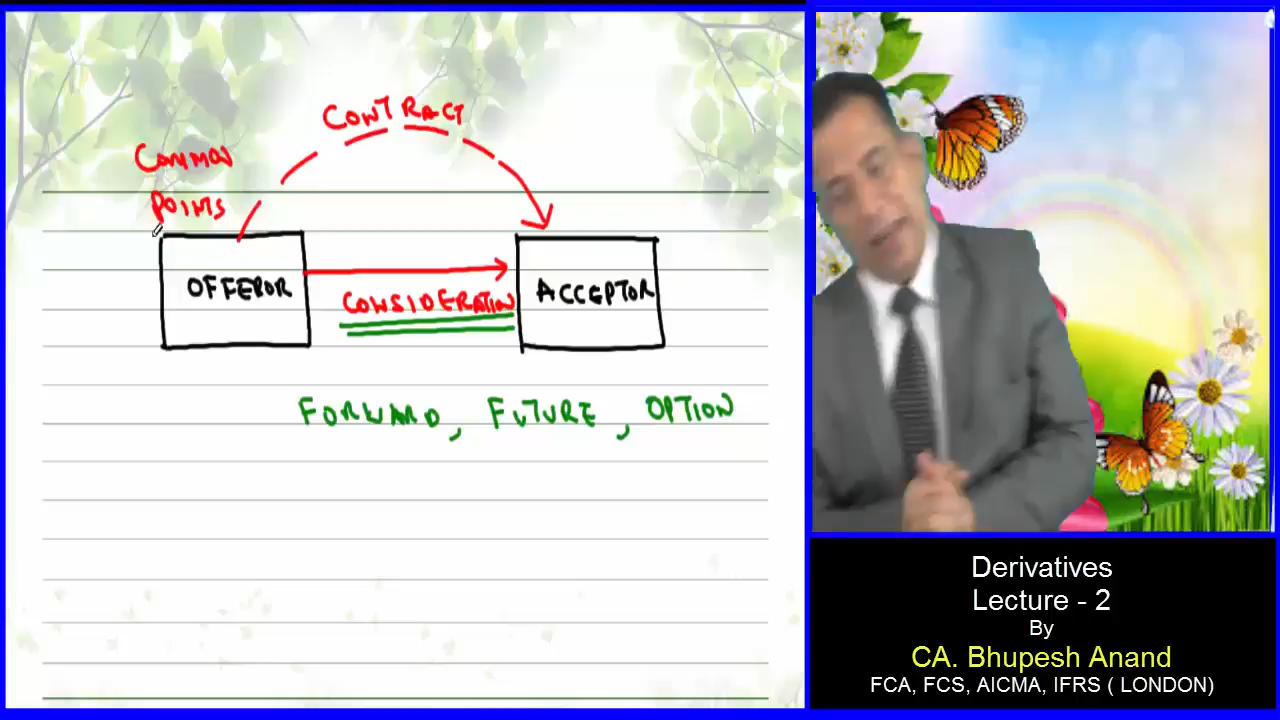 CONTRACT
COMMON
POINTS
OFFEROR
CONSIDERATION
ACCEPTOR
FORWARD, FUTURE, OPTION
Derivatives
Lecture - 2
By
CA. Bhupesh Anand
FCA, FCS, AICMA, IFRS ( LONDON)